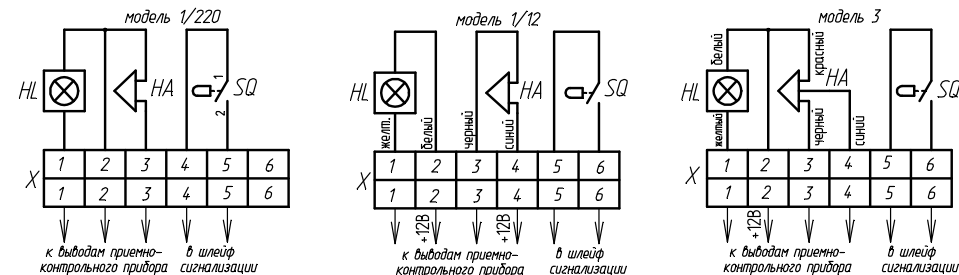 модель 1/220
HL
HA
1
SQ
2
X
1 2 3 4 5 6
1 2 3 4 5 6
к выводам приемно-
контрольного прибора
в шлейф
сигнализации
модель 1/12
HL
HA
SQ
желт.
белый
черный
синий
X
1 2 3 4 5 6
1 2 3 4 5 6
+12В
+12В
к выводам приемно-
контрольного прибора
в шлейф
сигнализации
модель 3
белый
красный
HL
HA
SQ
желтый
черный
синий
X
1 2 3 4 5 6
1 2 3 4 5 6
+12В
к выводам приемно-
контрольного прибора
в шлейф
сигнализации